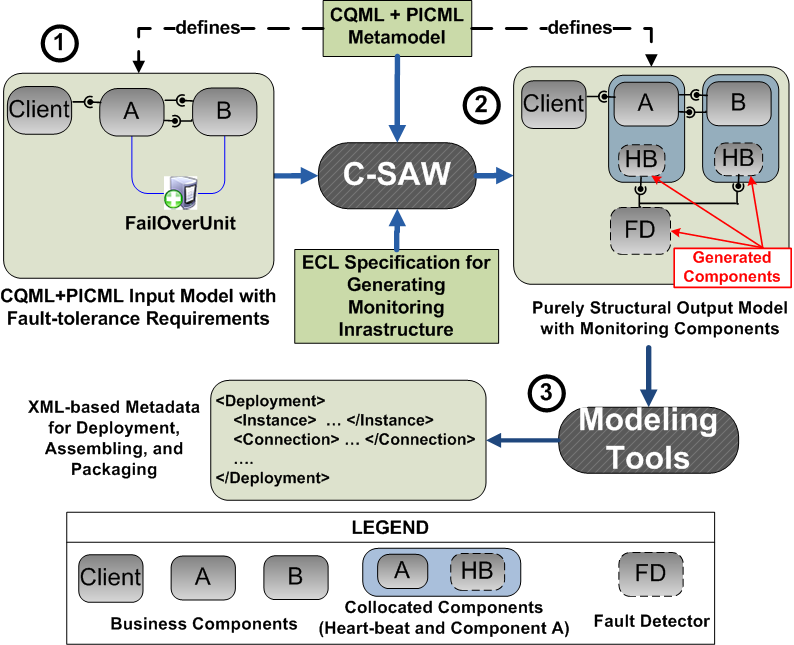 CQML + PICML
Metamodel
defines
defines
1
Client
A
B
FailOverUnit
CQML+PICML Input Model with
Fault-tolerance Requirements
C-SAW
ECL Specification for
Generating
Monitoring
Inrastructure
2
Client
A
B
HB
HB
FD
Generated
Components
Purely Structural Output Model
with Monitoring Components
3
Modeling
Tools
XML-based Metadata
for Deployment,
Assembling, and
Packaging
<Deployment>
<Instance> ... </Instance>
<Connection> ... </Connection>
....
</Deployment>
LEGEND
Client
A
B
Business Components
A
HB
Collocated Components
(Heart-beat and Component A)
FD
Fault Detector